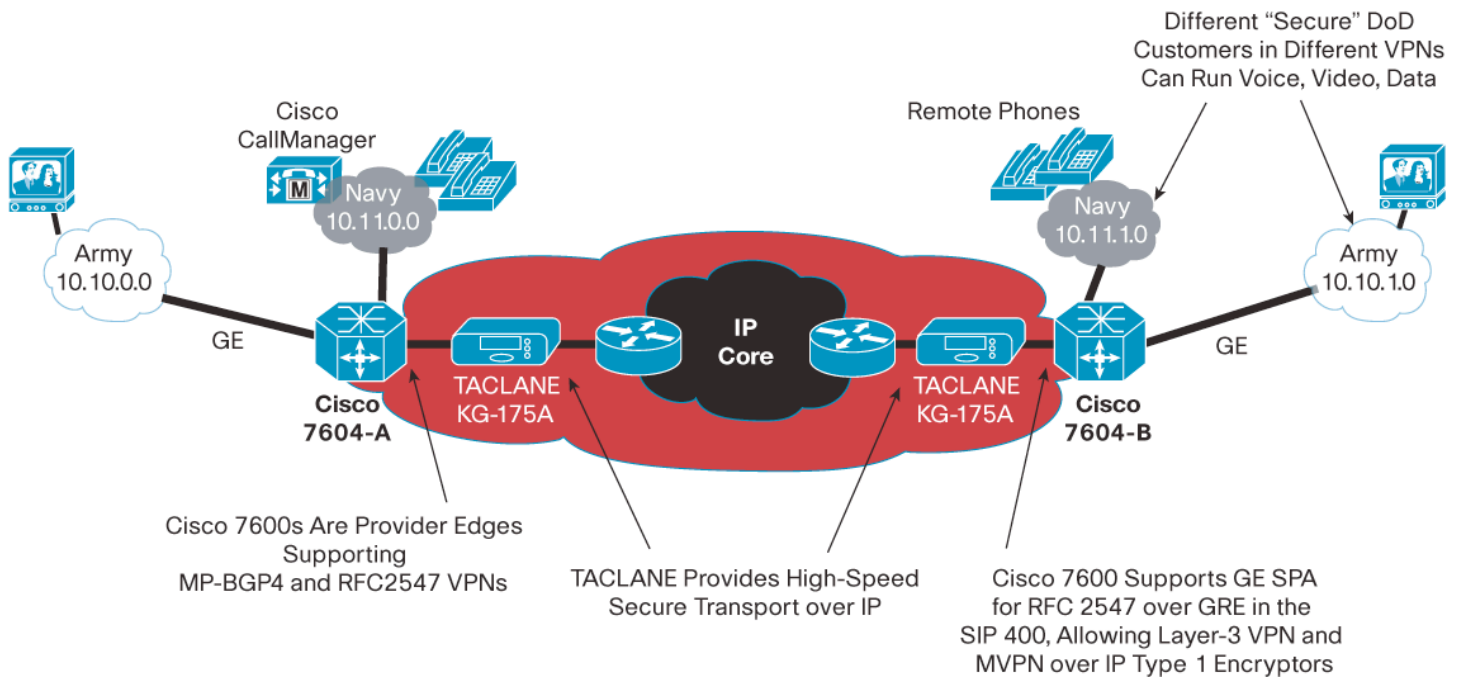 Different “Secure” DoD
Customers in Different VPNs
Can Run Voice, Video, Data
Cisco
CallManager
Remote Phones
M
Navy
10.11.0.0
Navy
10.11.1.0
Army
10.10.0.0
Army
10.10.1.0
GE
GE
IP
Core
TACLANE
KG-175A
TACLANE
KG-175A
Cisco
7604-A
Cisco
7604-B
Cisco 7600s Are Provider Edges
Supporting
MP-BGP4 and RFC2547 VPNs
TACLANE Provides High-Speed
Secure Transport over IP
Cisco 7600 Supports GE SPA
for RFC 2547 over GRE in the
SIP 400, Allowing Layer-3 VPN and
MVPN over IP Type 1 Encryptors